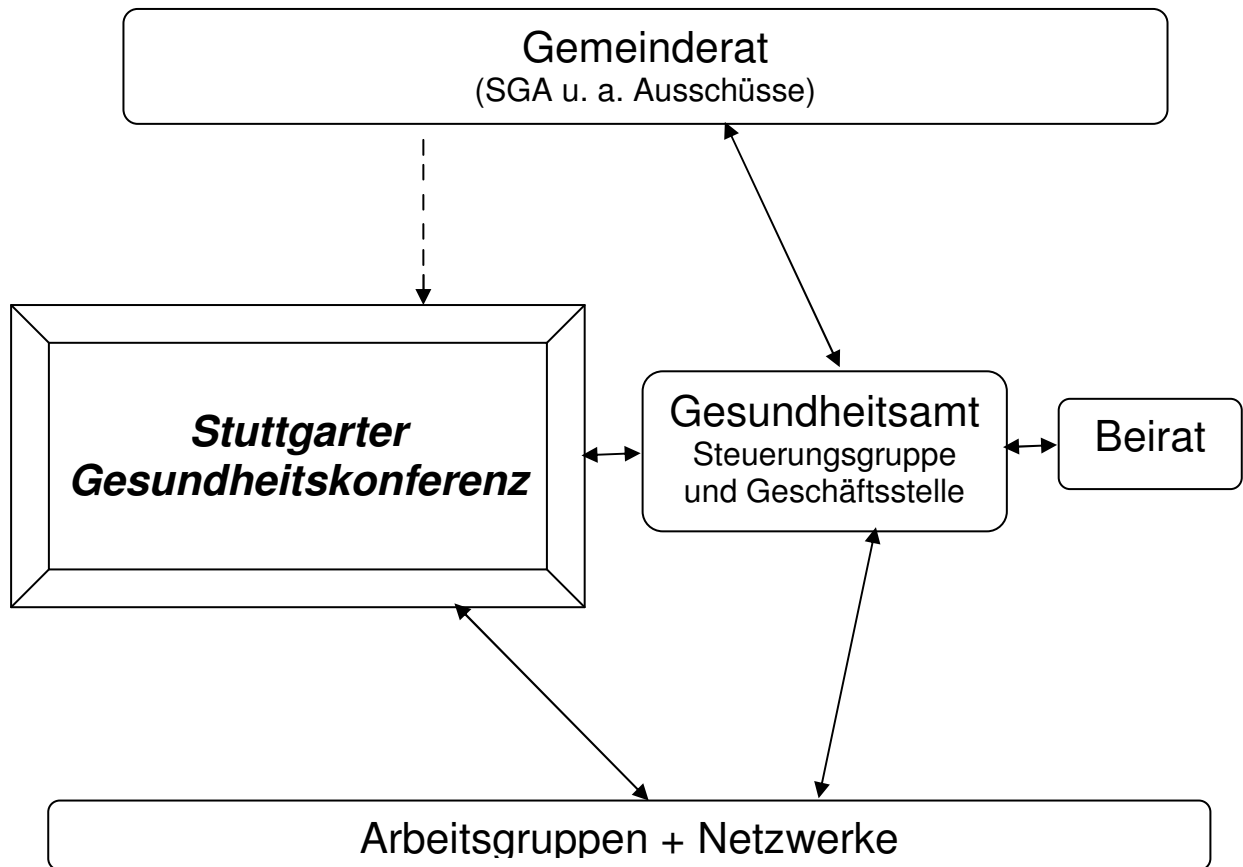 Gemeinderat
(SGA u. a. Ausschüsse)
Stuttgarter
Gesundheitskonferenz
Gesundheitsamt
Steuerungsgruppe
und Geschäftsstelle
Beirat
Arbeitsgruppen + Netzwerke